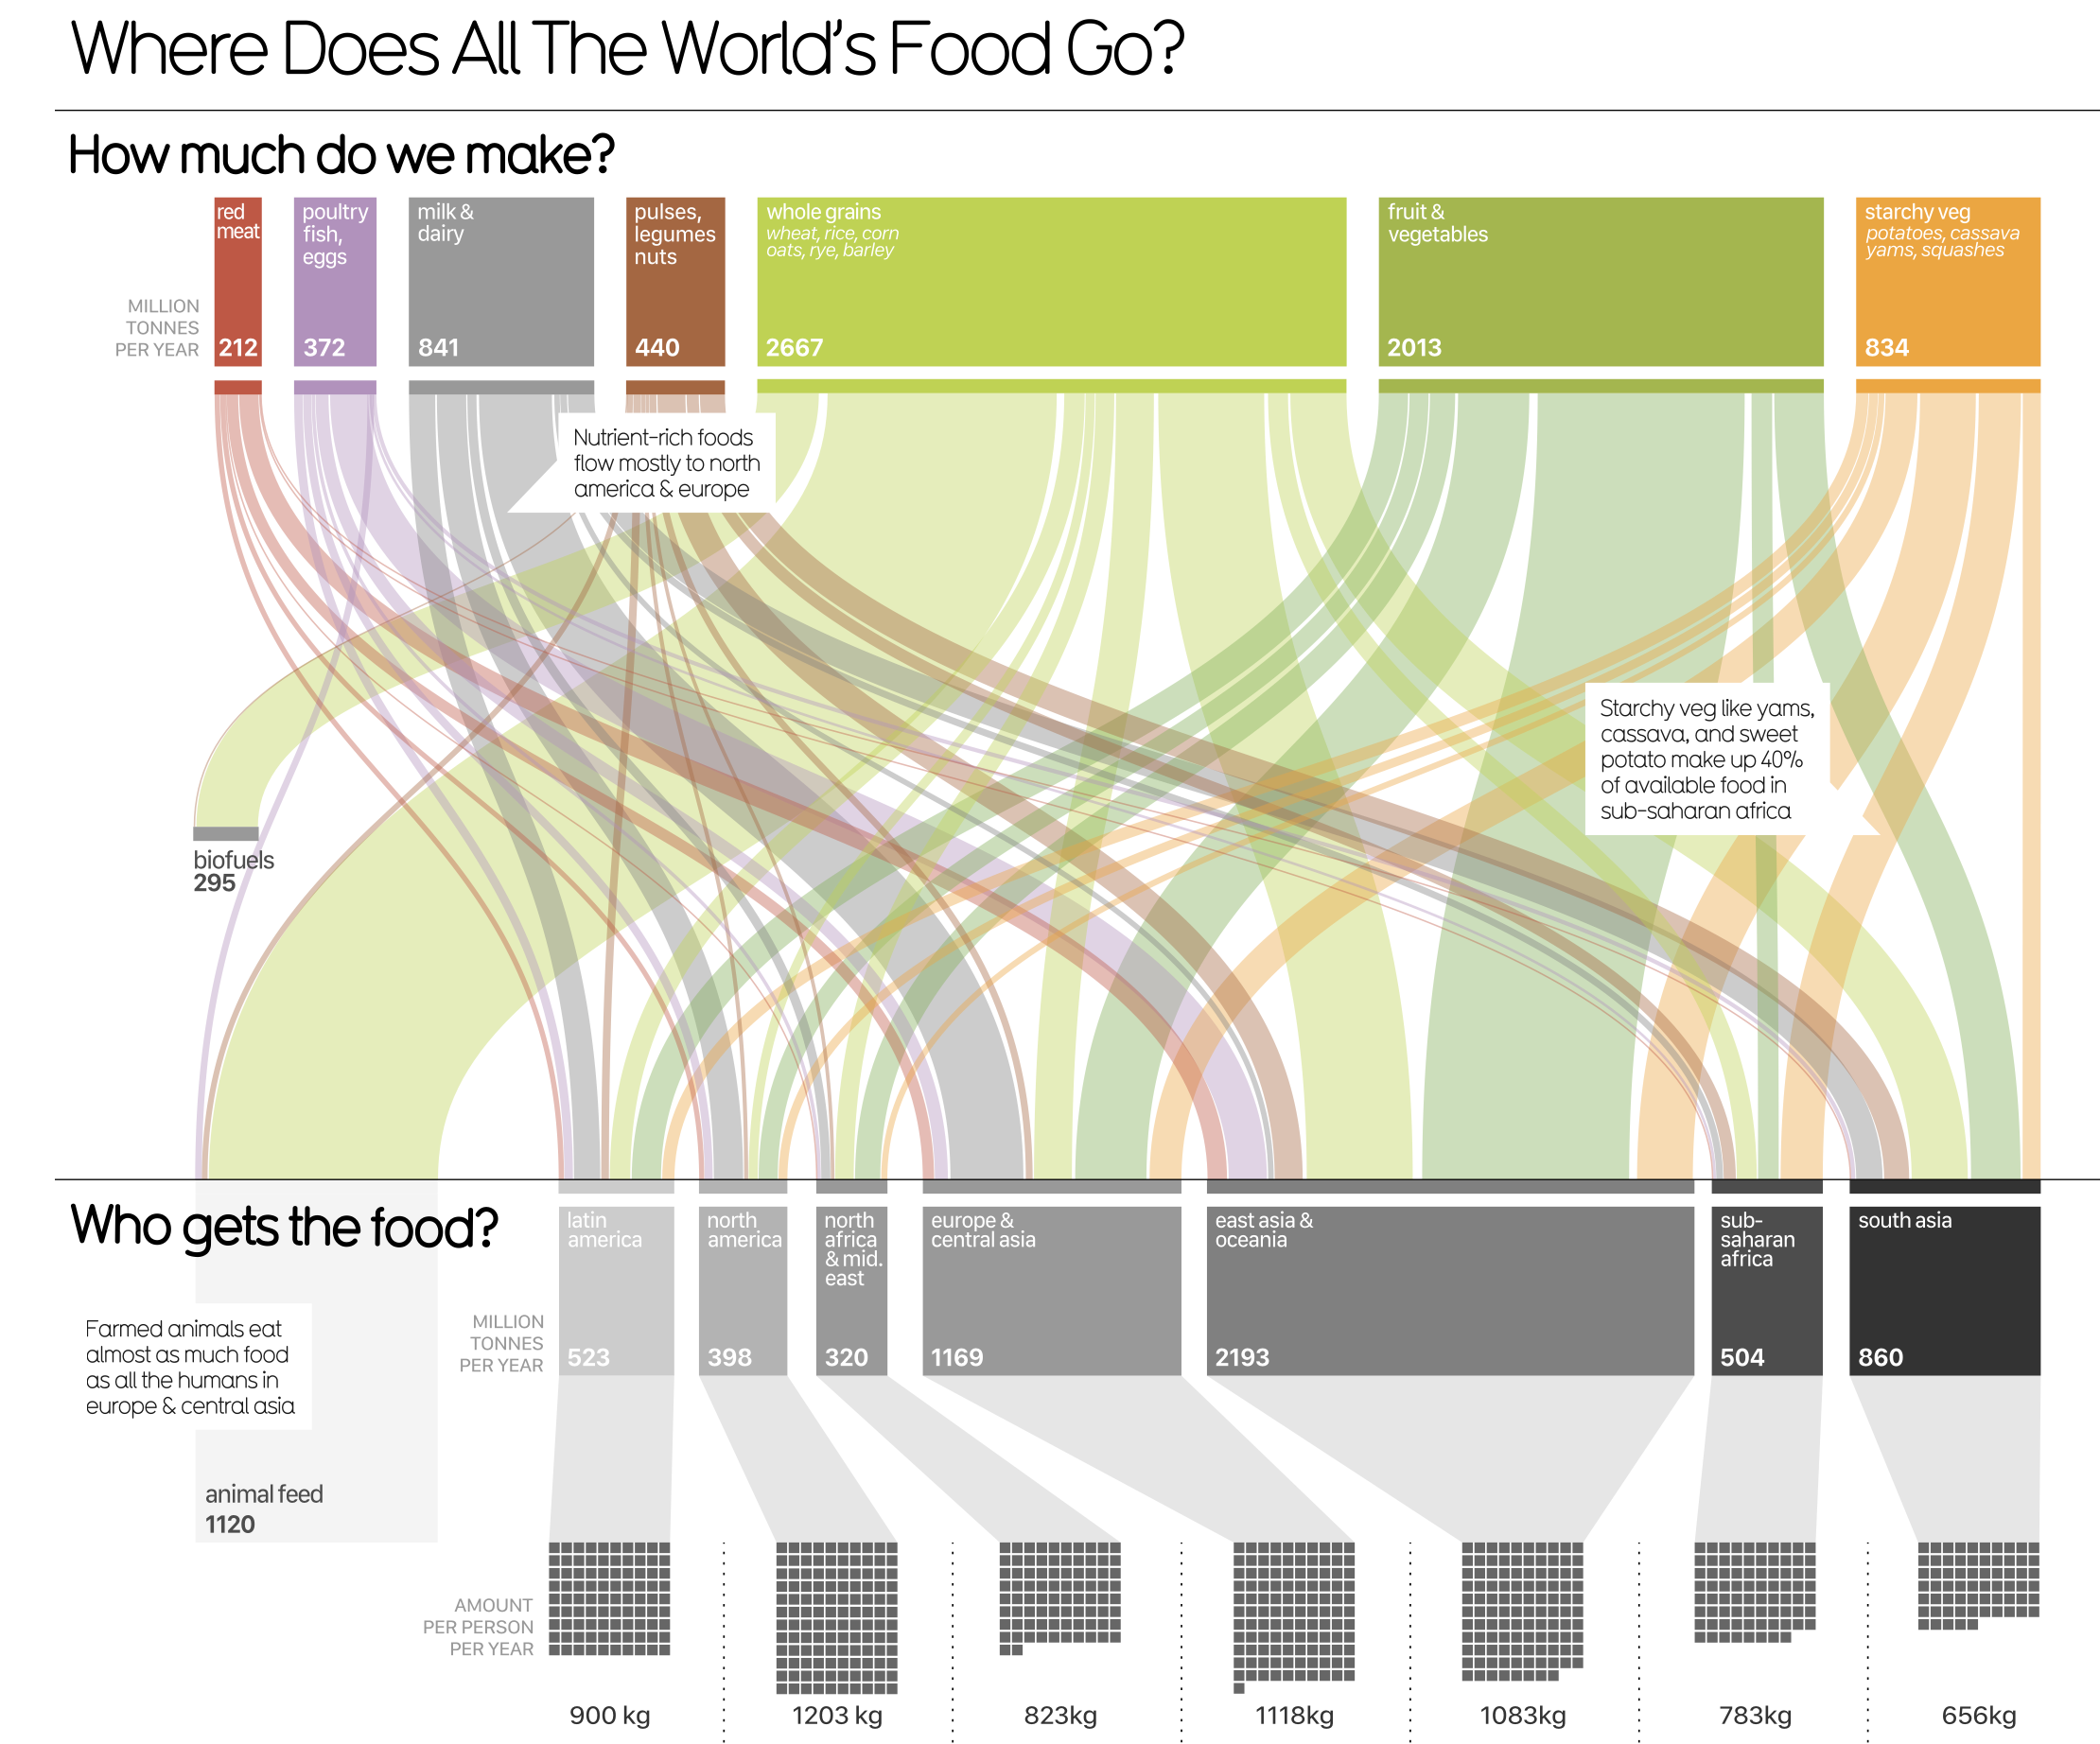 Where Does All The World's Food Go?
How much do we make?
red
meat
poultry
fish,
eggs
milk &
dairy
pulses,
legumes
nuts
whole grains
wheat, rice, corn
oats, rye, barley
fruit &
vegetables
starchy veg
potatoes, cassava
yams, squashes
MILLION
TONNES
PER YEAR
212
372
841
440
2667
2013
834
Nutrient-rich foods
flow mostly to north
america & europe
Starchy veg like yams,
cassava, and sweet
potato make up 40%
of available food in
sub-saharan africa
biofuels
295
Who gets the food?
latin
america
north
america
north
africa
& mid.
east
europe &
central asia
east asia &
oceania
sub-
saharan
africa
south asia
MILLION
TONNES
PER YEAR
523
398
320
1169
2193
504
860
Farmed animals eat
almost as much food
as all the humans in
europe & central asia
animal feed
1120
AMOUNT
PER PERSON
PER YEAR
900 kg
1203 kg
823kg
1118kg
1083kg
783kg
656kg